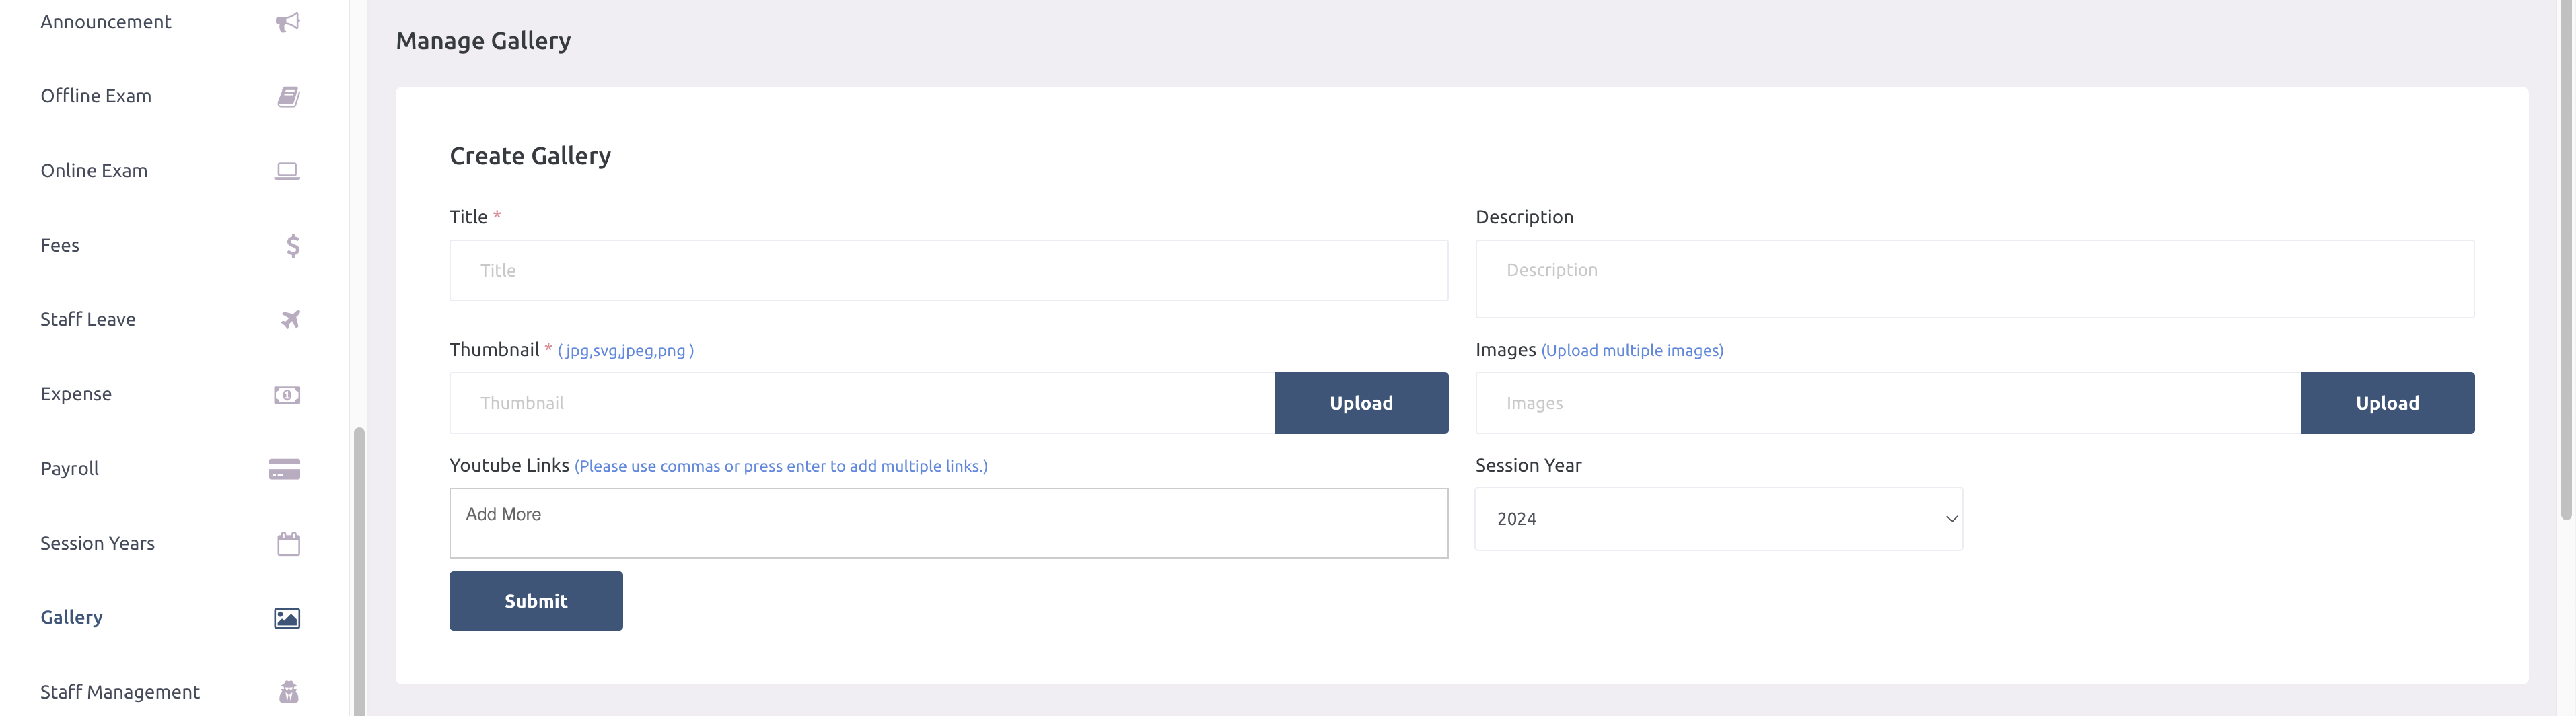 Announcement
Offline Exam
Online Exam
Fees
Staff Leave
Expense
Payroll
Session Years
Gallery
Staff Management
Manage Gallery
Create Gallery
Title *
Title
Description
Description
Thumbnail * ( jpg,svg,jpeg,png )
Thumbnail
Upload
Images (Upload multiple images)
Images
Upload
Youtube Links (Please use commas or press enter to add multiple links.)
Add More
Session Year
2024
Submit